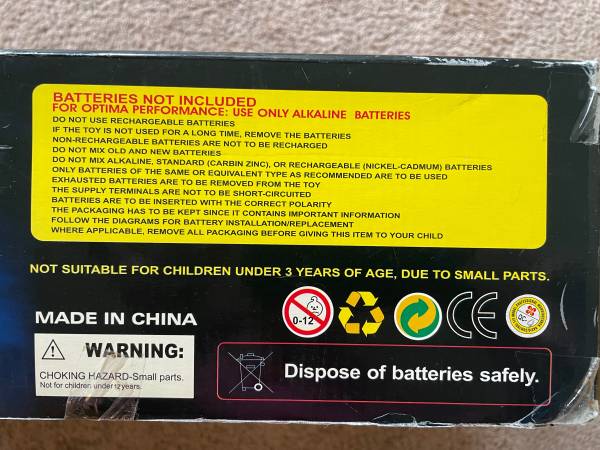 BATTERIES NOT INCLUDED
FOR OPTIMA PERFORMANCE: USE ONLY ALKALINE BATTERIES
DO NOT USE RECHARGEABLE BATTERIES
IF THE TOY IS NOT USED FOR A LONG TIME, REMOVE THE BATTERIES
NON-RECHARGEABLE BATTERIES ARE NOT TO BE RECHARGED
DO NOT MIX OLD AND NEW BATTERIES
DO NOT MIX ALKALINE, STANDARD (CARBIN ZINC), OR RECHARGEABLE (NICKEL-CADMUM) BATTERIES
ONLY BATTERIES OF THE SAME OR EQUIVALENT TYPE AS RECOMMENDED ARE TO BE USED
EXHAUSTED BATTERIES ARE TO BE REMOVED FROM THE TOY
THE SUPPLY TERMINALS ARE NOT TO BE SHORT-CIRCUITED
BATTERIES ARE TO BE INSERTED WITH THE CORRECT POLARITY
THE PACKAGING HAS TO BE KEPT SINCE IT CONTAINS IMPORTANT INFORMATION
FOLLOW THE DIAGRAMS FOR BATTERY INSTALLATION/REPLACEMENT
WHERE APPLICABLE, REMOVE ALL PACKAGING BEFORE GIVING THIS ITEM TO YOUR CHILD
NOT SUITABLE FOR CHILDREN UNDER 3 YEARS OF AGE, DUE TO SMALL PARTS.
0-12
CE
QC
MADE IN CHINA
WARNING:
CHOKING HAZARD-Small parts.
Not for children under 12 years.
Dispose of batteries safely.